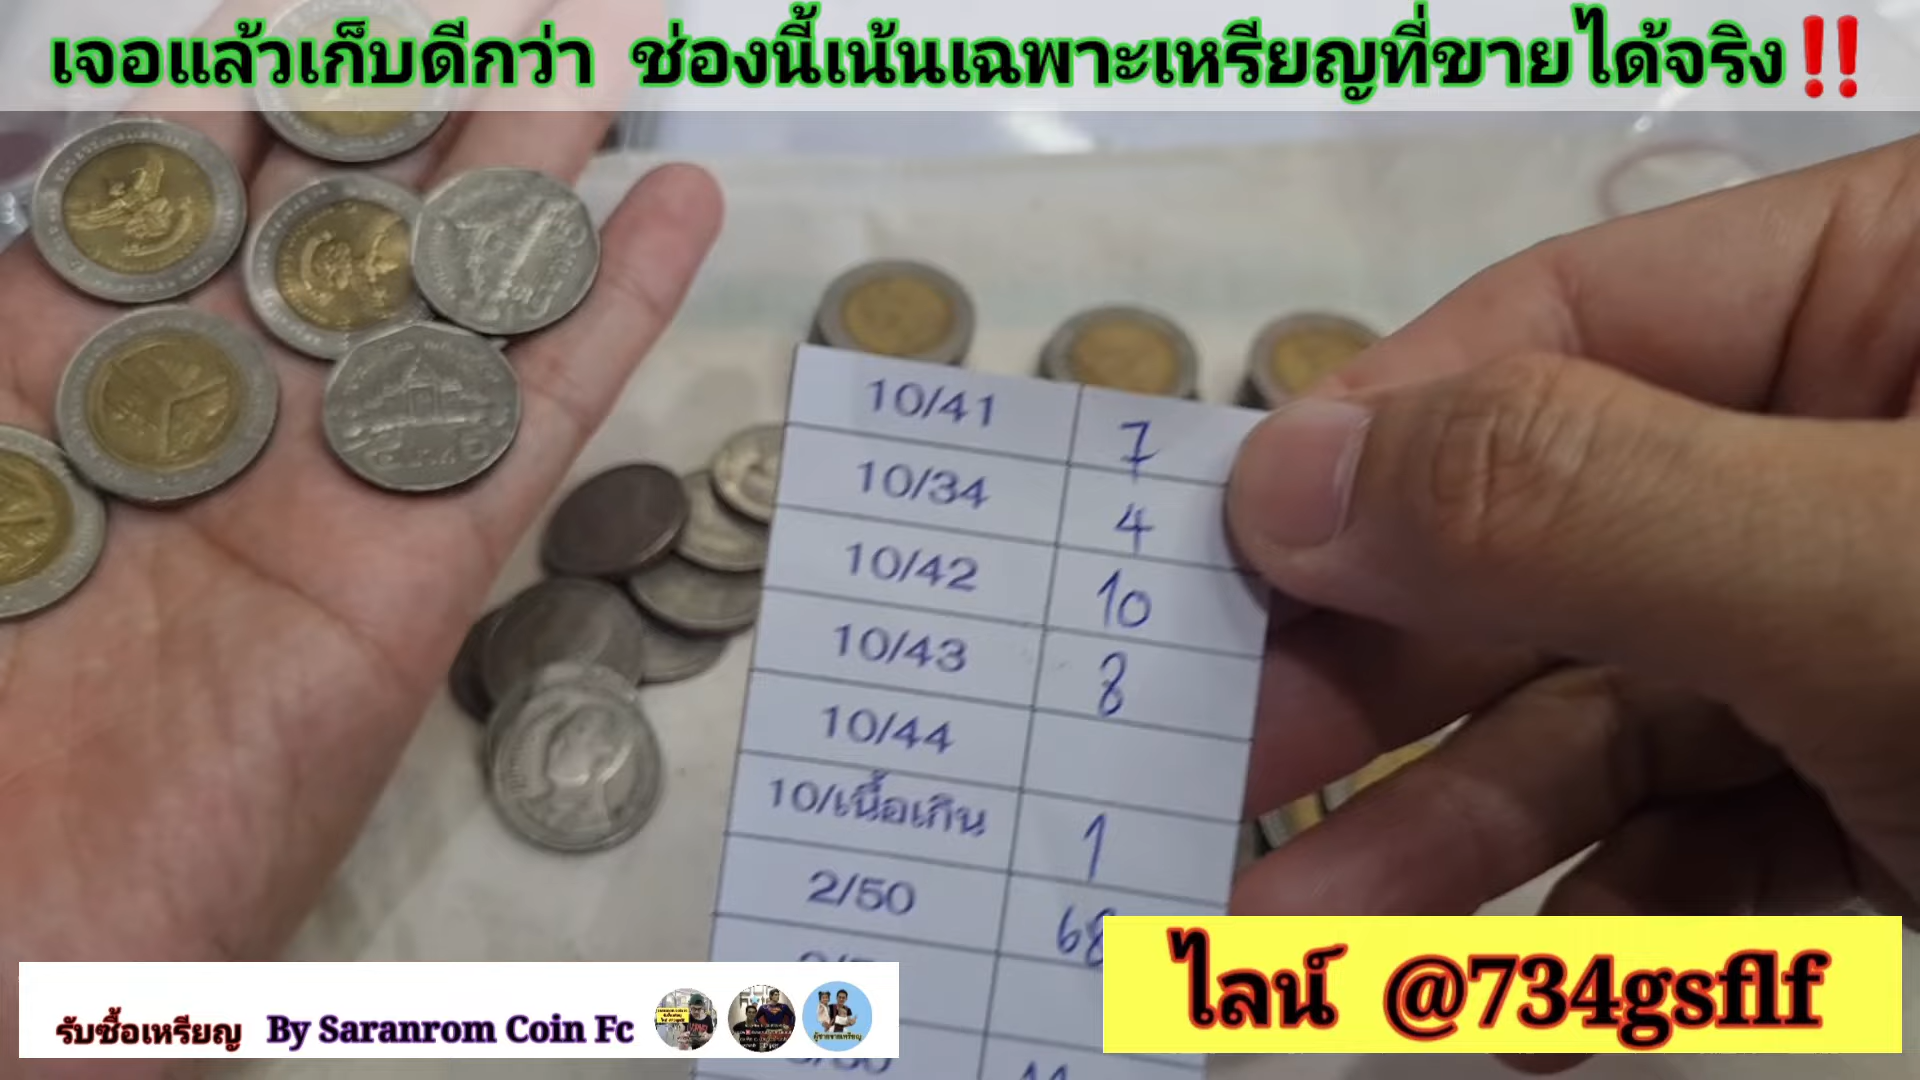 เจอแล้วเก็บดีกว่า ช่องนี้เน้นเฉพาะเหรียญที่ขายได้จริง‼️
10/41 7
10/34 4
10/42 10
10/43 8
10/44
10/เนื้อเกิน 1
2/50 68
รับซื้อเหรียญ By Saranrom Coin Fc
ไลน์ @734gsflf